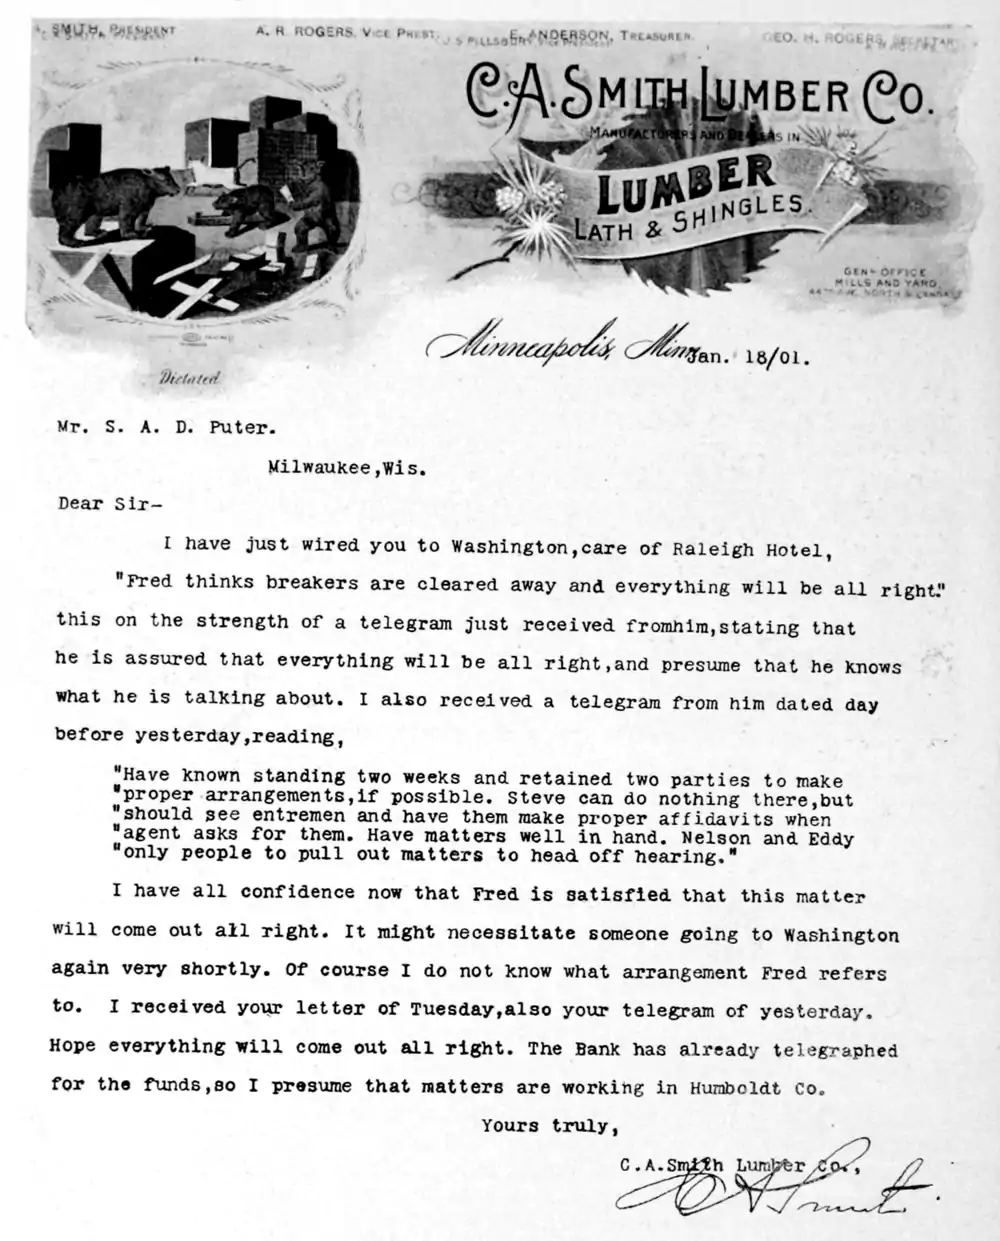 A. SMITH, PRESIDENT
A. R. ROGERS, VICE PREST.
E. ANDERSON, TREASURER.
GEO. H. ROGERS, SECRETARY
C.A. SMITH LUMBER CO.
MANUFACTURERS AND DEALERS IN
LUMBER
LATH & SHINGLES.
GENL OFFICE
MILLS AND YARD,
Minneapolis, Minn. Jan. 18/01.
Dictated
Mr. S. A. D. Puter.
Milwaukee,Wis.
Dear Sir-
I have just wired you to Washington,care of Raleigh Hotel,
"Fred thinks breakers are cleared away and everything will be all right."
this on the strength of a telegram just received fromhim,stating that
he is assured that everything will be all right,and presume that he knows
what he is talking about. I also received a telegram from him dated day
before yesterday,reading,
"Have known standing two weeks and retained two parties to make
"proper arrangements,if possible. Steve can do nothing there,but
"should see entremen and have them make proper affidavits when
"agent asks for them. Have matters well in hand. Nelson and Eddy
"only people to pull out matters to head off hearing."
I have all confidence now that Fred is satisfied that this matter
will come out all right. It might necessitate someone going to Washington
again very shortly. Of course I do not know what arrangement Fred refers
to. I received your letter of Tuesday,also your telegram of yesterday.
Hope everything will come out all right. The Bank has already telegraphed
for the funds,so I presume that matters are working in Humboldt Co.
Yours truly,
C.A.Smith Lumber Co.,
C A Smith